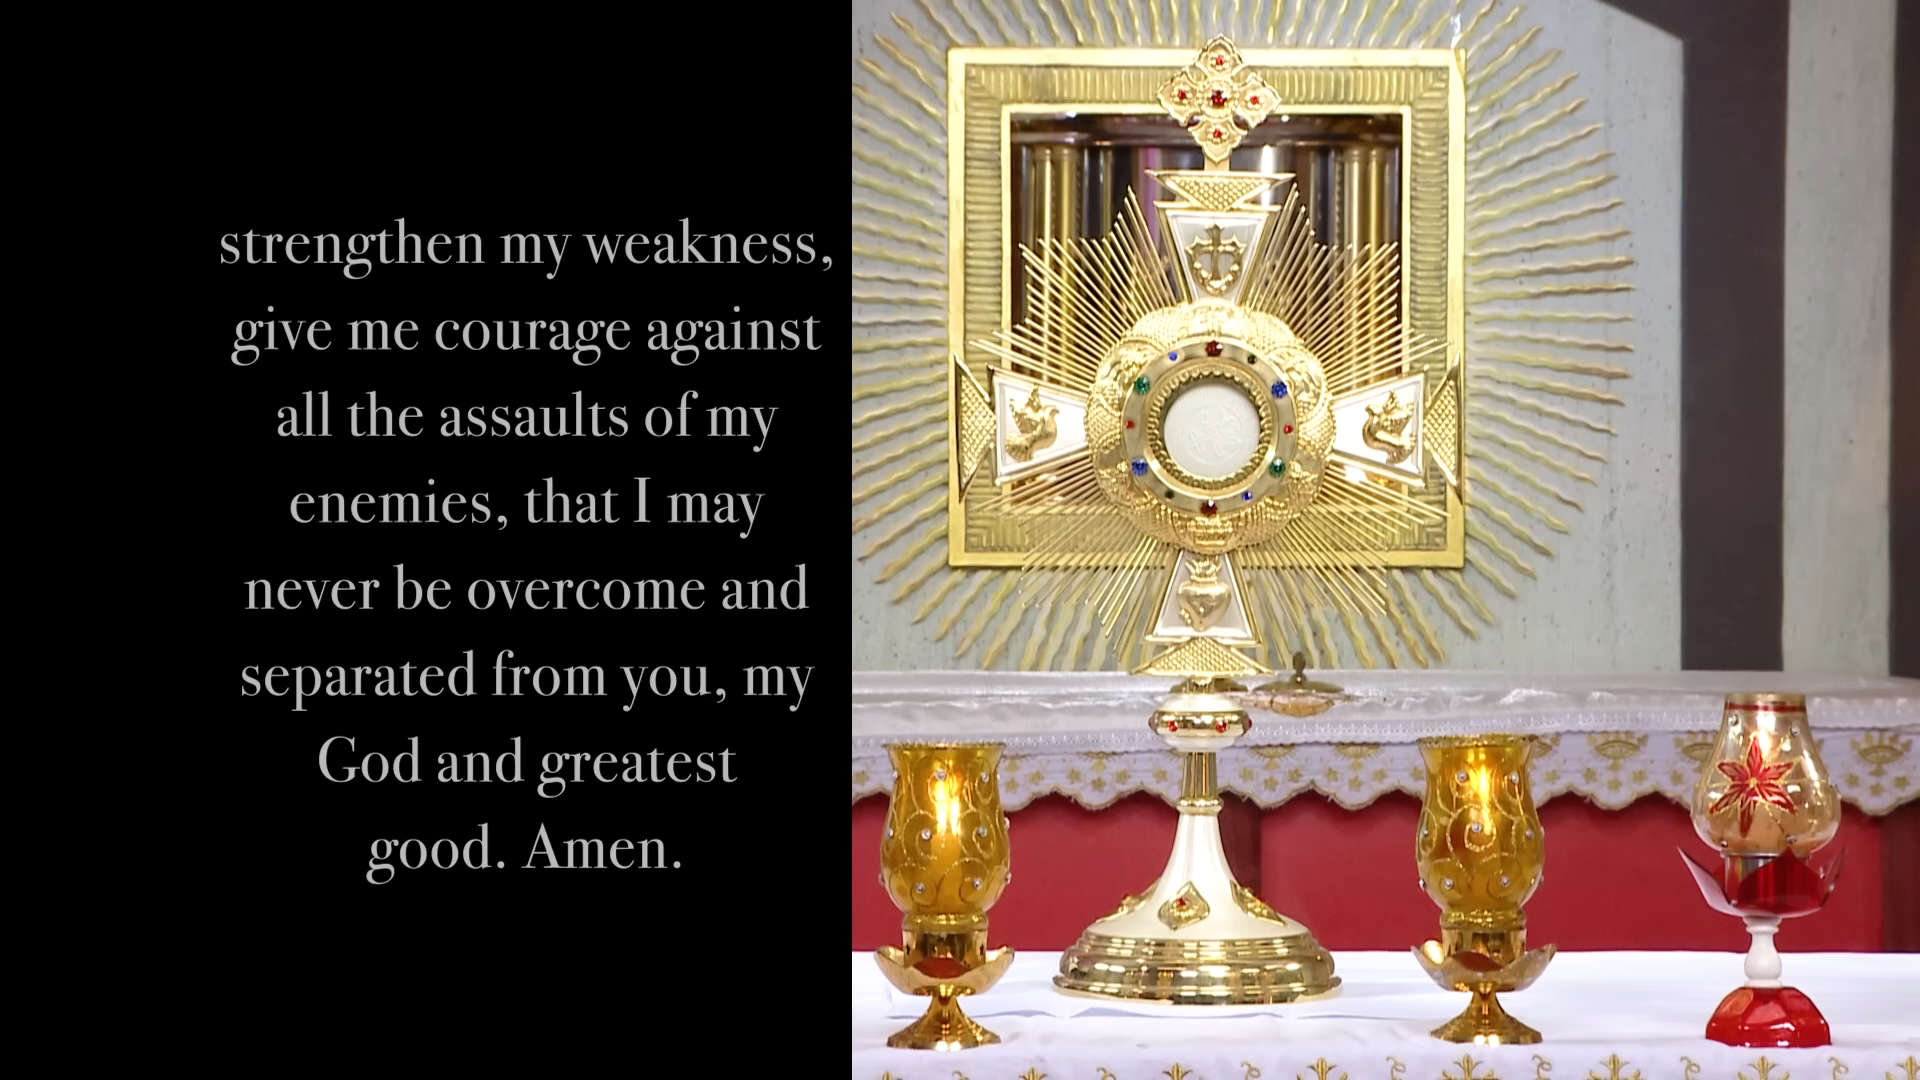 strengthen my weakness,
give me courage against
all the assaults of my
enemies, that I may
never be overcome and
separated from you, my
God and greatest
good. Amen.